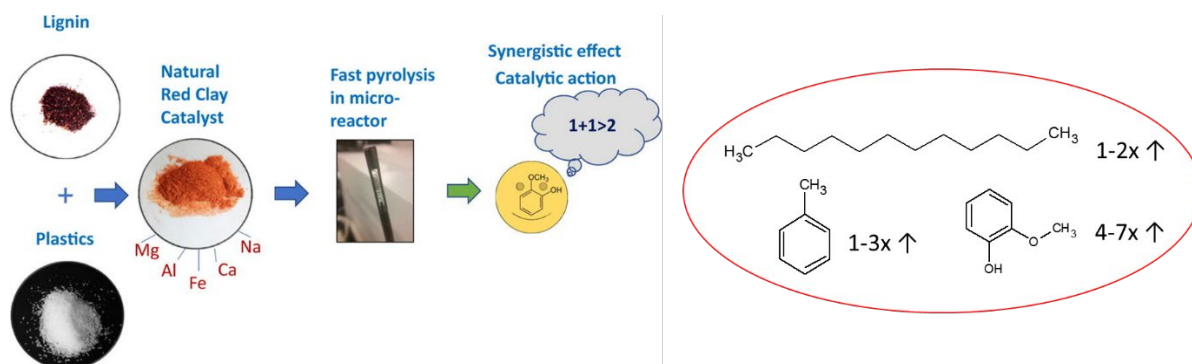 Lignin
+
Plastics
Natural
Red Clay
Catalyst
Mg
Al
Fe
Ca
Na
Fast pyrolysis
in micro-
reactor
Synergistic effect
Catalytic action
1+1>2
OCH₃
OH
H₃C
CH₃
1-2x ↑
CH₃
1-3x ↑
O
CH₃
OH
4-7x ↑